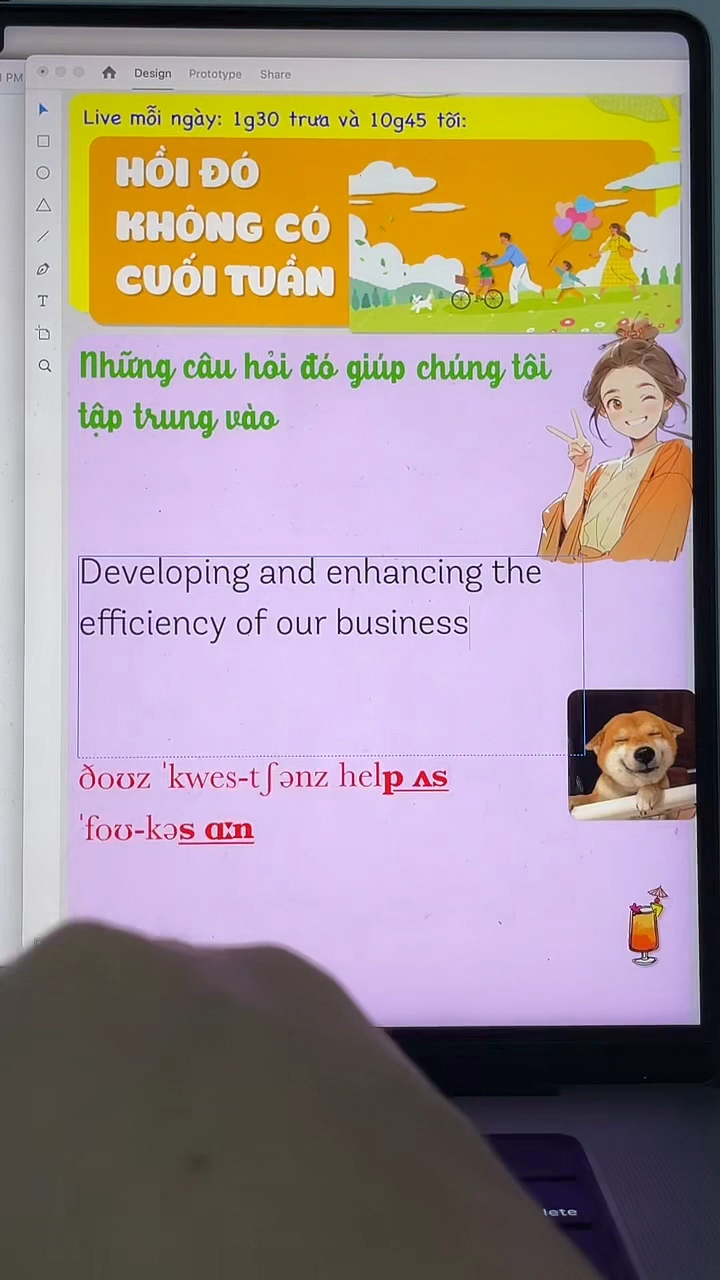 PM
Design Prototype Share
Live mỗi ngày: 1g30 trưa và 10g45 tối:
HỒI ĐÓ
KHÔNG CÓ
CUỐI TUẦN
Những câu hỏi đó giúp chúng tôi
tập trung vào
Developing and enhancing the
efficiency of our business
ðoʊz ˈkwes-tʃənz help ʌs
ˈfoʊ-kəs ɑːn